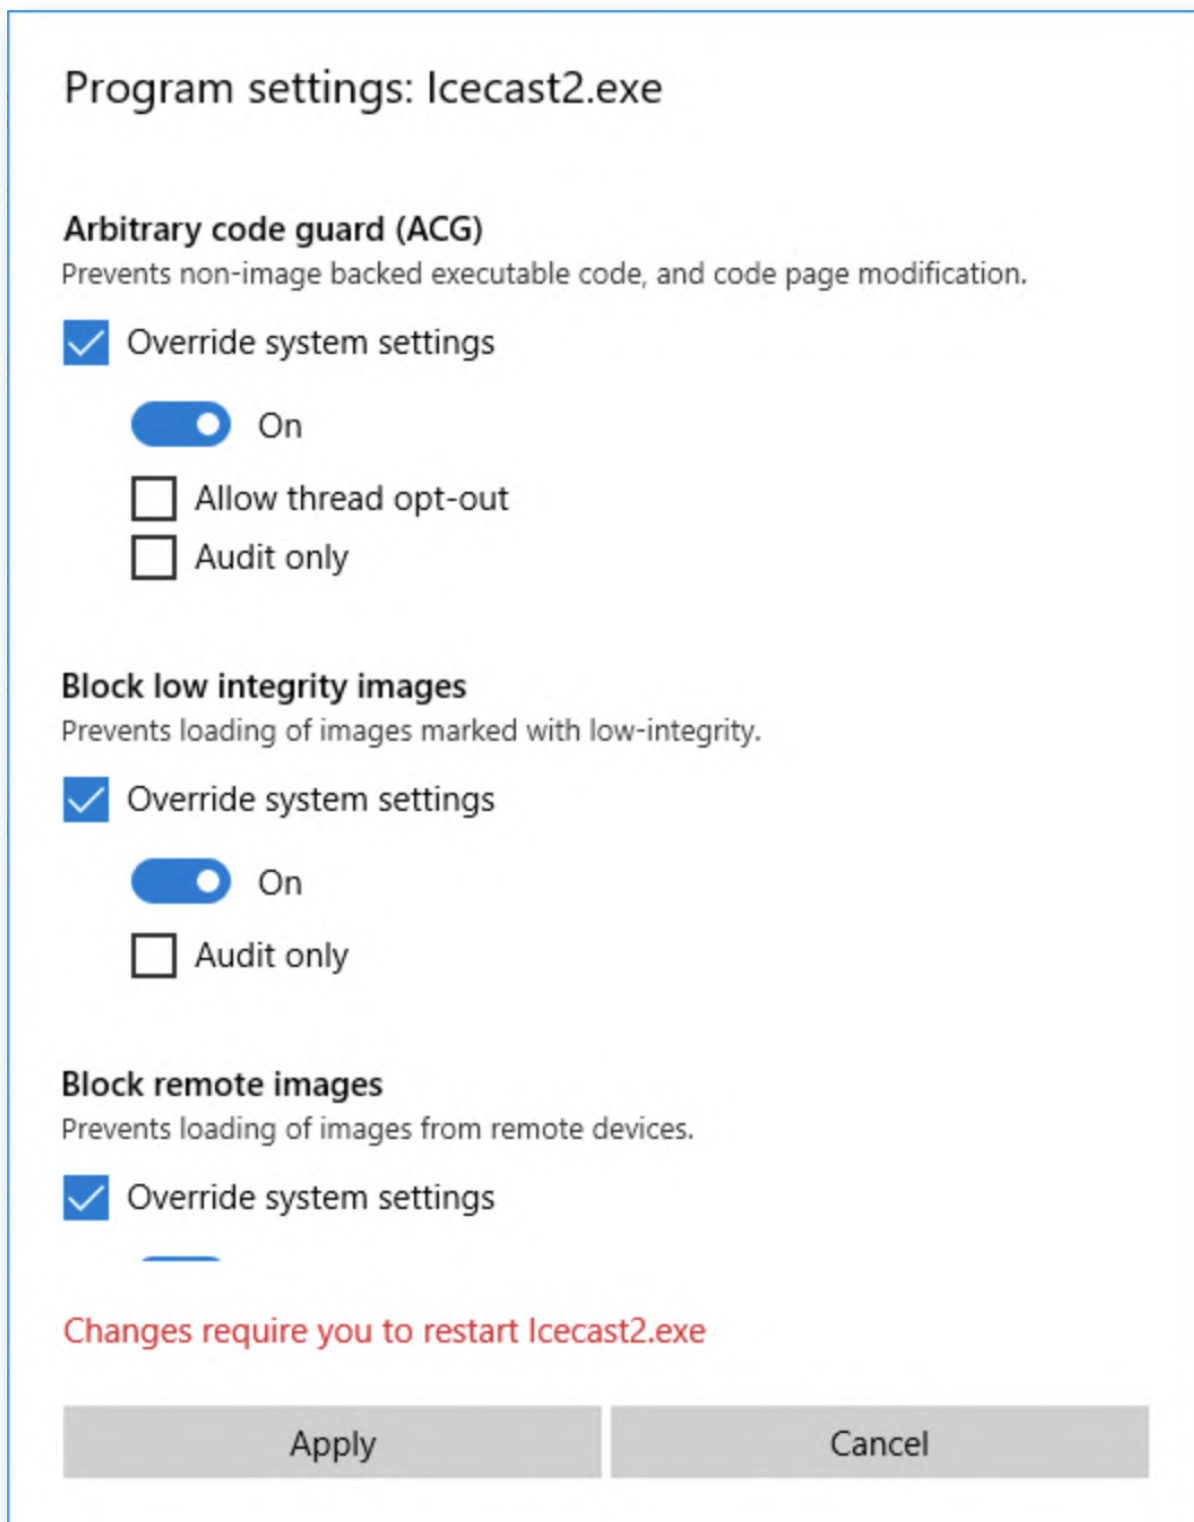 Program settings: Icecast2.exe
Arbitrary code guard (ACG)
Prevents non-image backed executable code, and code page modification.
Override system settings
On
Allow thread opt-out
Audit only
Block low integrity images
Prevents loading of images marked with low-integrity.
Override system settings
On
Audit only
Block remote images
Prevents loading of images from remote devices.
Override system settings
Changes require you to restart Icecast2.exe
Apply
Cancel